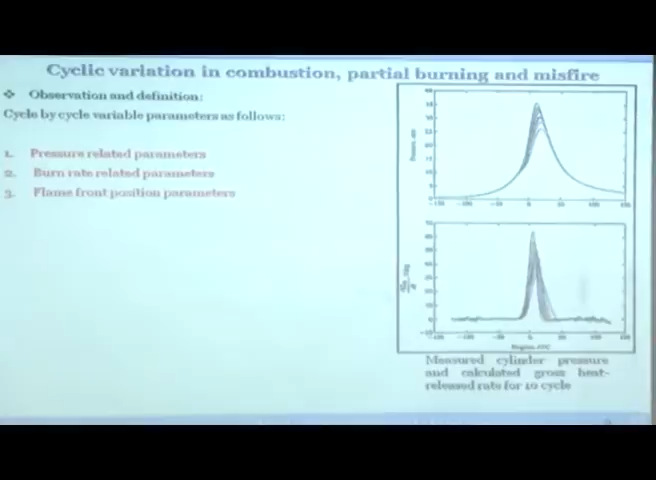 Cyclic variation in combustion, partial burning and misfire
❖ Observation and definition:
Cycle by cycle variable parameters as follows:
1. Pressure related parameters
2. Burn rate related parameters
3. Flame front position parameters
Pressure, atm
Measured cylinder pressure
and calculated gross heat-
released rate for 10 cycle